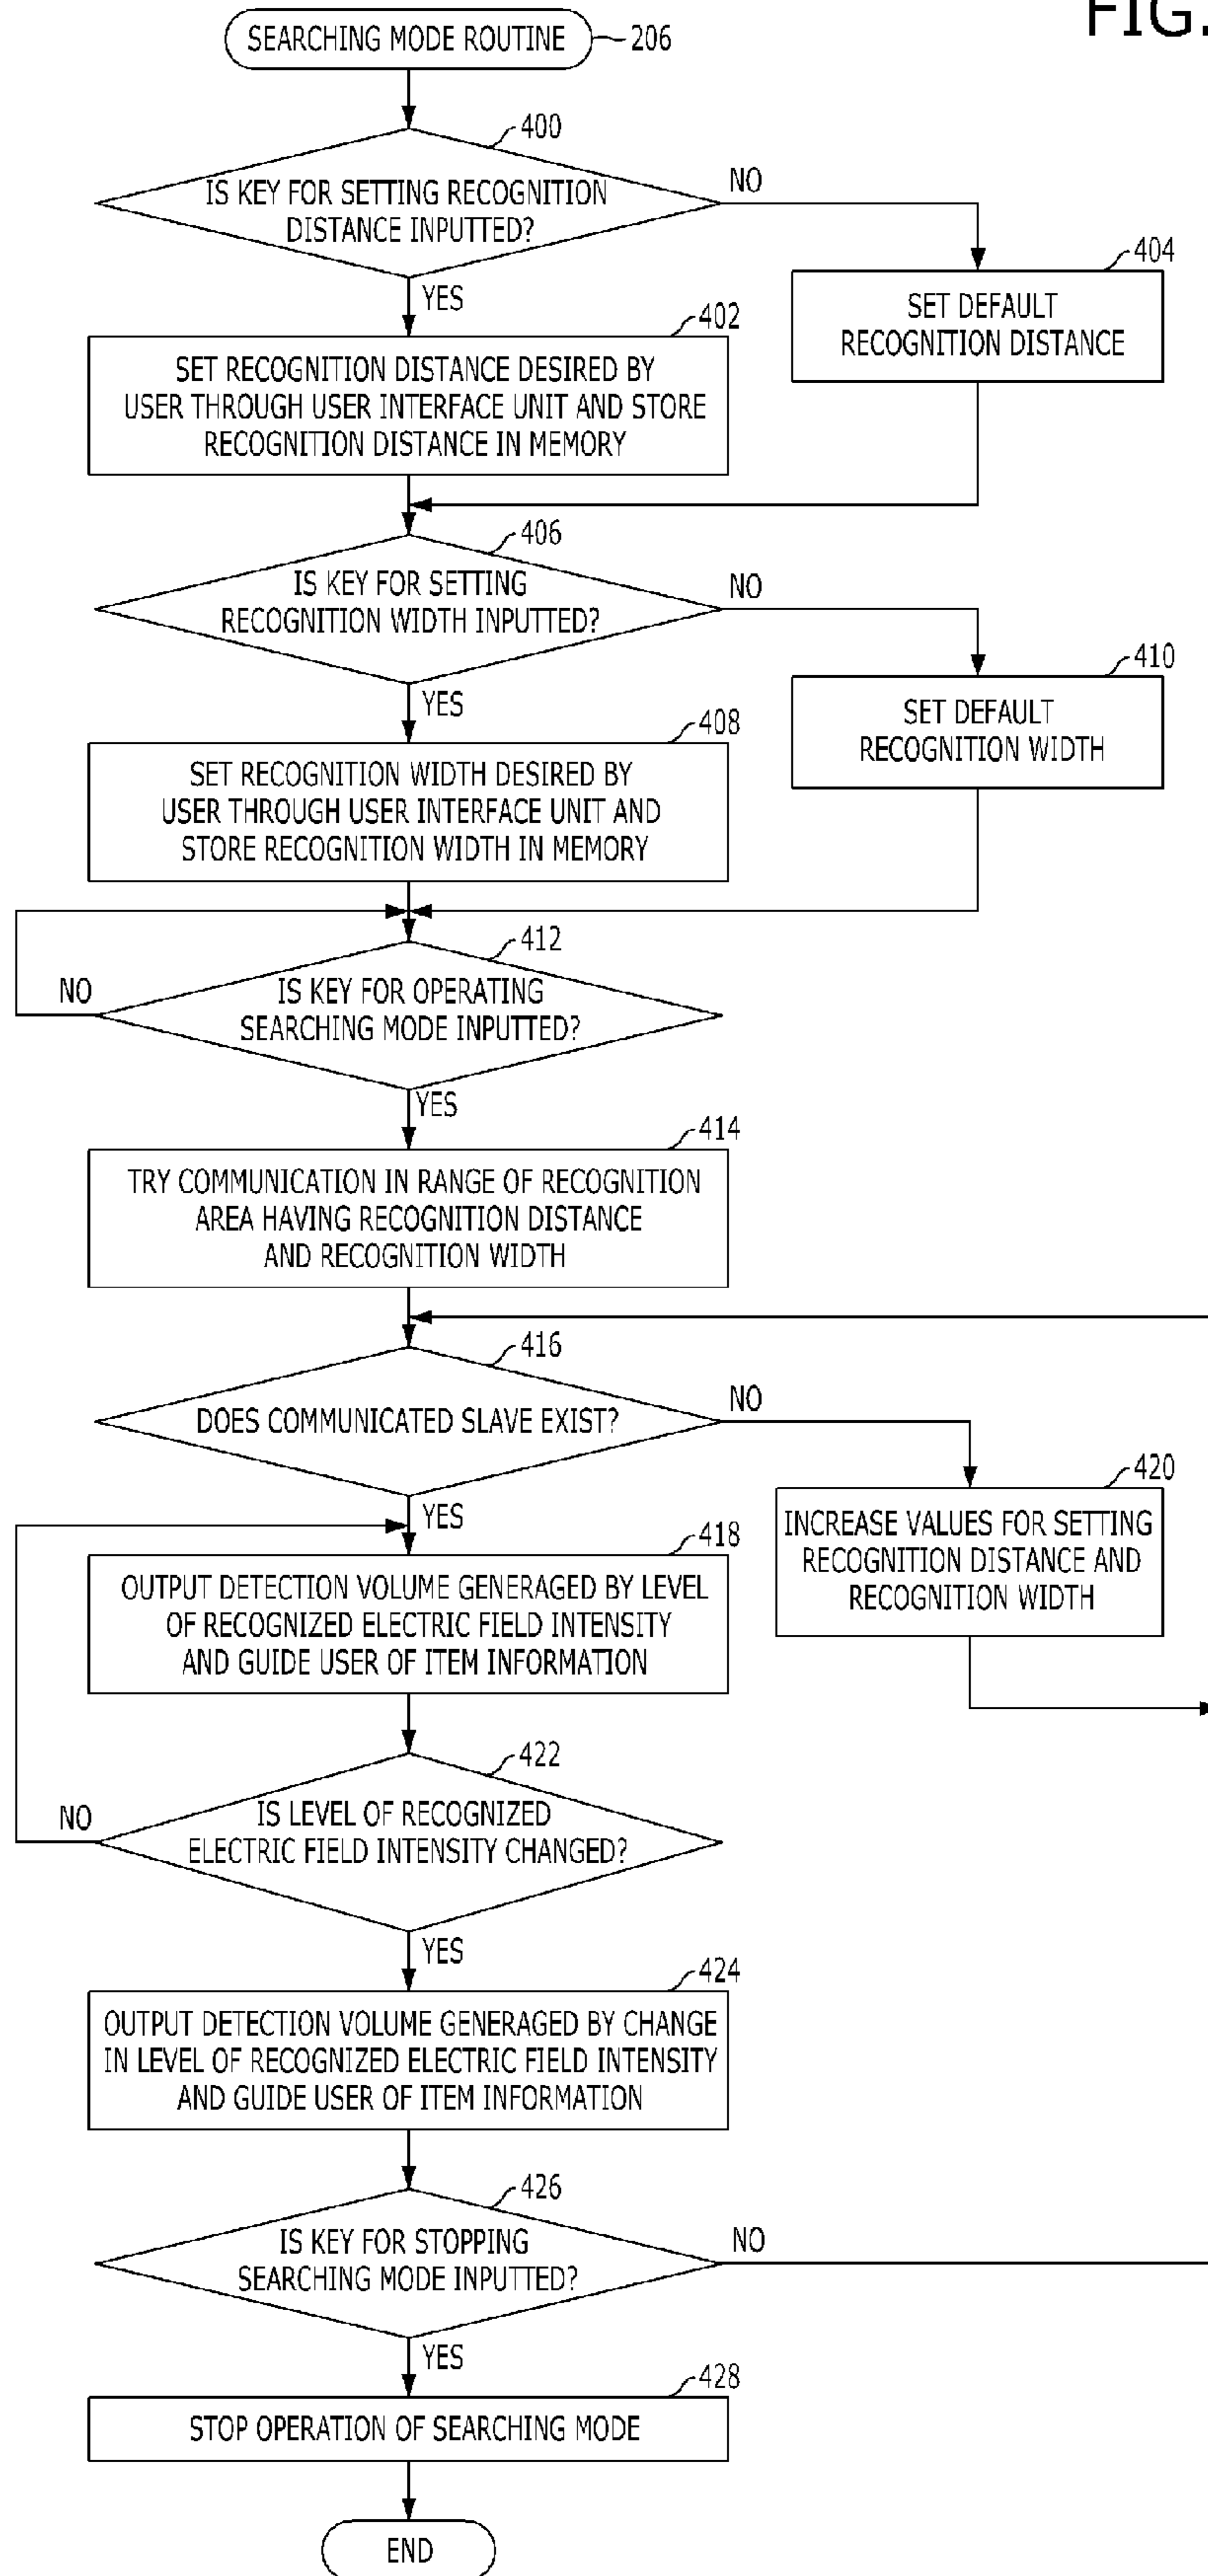 FIG.
SEARCHING MODE ROUTINE
206
400
IS KEY FOR SETTING RECOGNITION
DISTANCE INPUTTED?
NO
YES
404
SET DEFAULT
RECOGNITION DISTANCE
402
SET RECOGNITION DISTANCE DESIRED BY
USER THROUGH USER INTERFACE UNIT AND STORE
RECOGNITION DISTANCE IN MEMORY
406
IS KEY FOR SETTING
RECOGNITION WIDTH INPUTTED?
NO
YES
410
SET DEFAULT
RECOGNITION WIDTH
408
SET RECOGNITION WIDTH DESIRED BY
USER THROUGH USER INTERFACE UNIT AND
STORE RECOGNITION WIDTH IN MEMORY
412
IS KEY FOR OPERATING
SEARCHING MODE INPUTTED?
NO
YES
414
TRY COMMUNICATION IN RANGE OF RECOGNITION
AREA HAVING RECOGNITION DISTANCE
AND RECOGNITION WIDTH
416
DOES COMMUNICATED SLAVE EXIST?
NO
YES
420
INCREASE VALUES FOR SETTING
RECOGNITION DISTANCE AND
RECOGNITION WIDTH
418
OUTPUT DETECTION VOLUME GENERAGED BY LEVEL
OF RECOGNIZED ELECTRIC FIELD INTENSITY
AND GUIDE USER OF ITEM INFORMATION
422
IS LEVEL OF RECOGNIZED
ELECTRIC FIELD INTENSITY CHANGED?
NO
YES
424
OUTPUT DETECTION VOLUME GENERAGED BY CHANGE
IN LEVEL OF RECOGNIZED ELECTRIC FIELD INTENSITY
AND GUIDE USER OF ITEM INFORMATION
426
IS KEY FOR STOPPING
SEARCHING MODE INPUTTED?
NO
YES
428
STOP OPERATION OF SEARCHING MODE
END